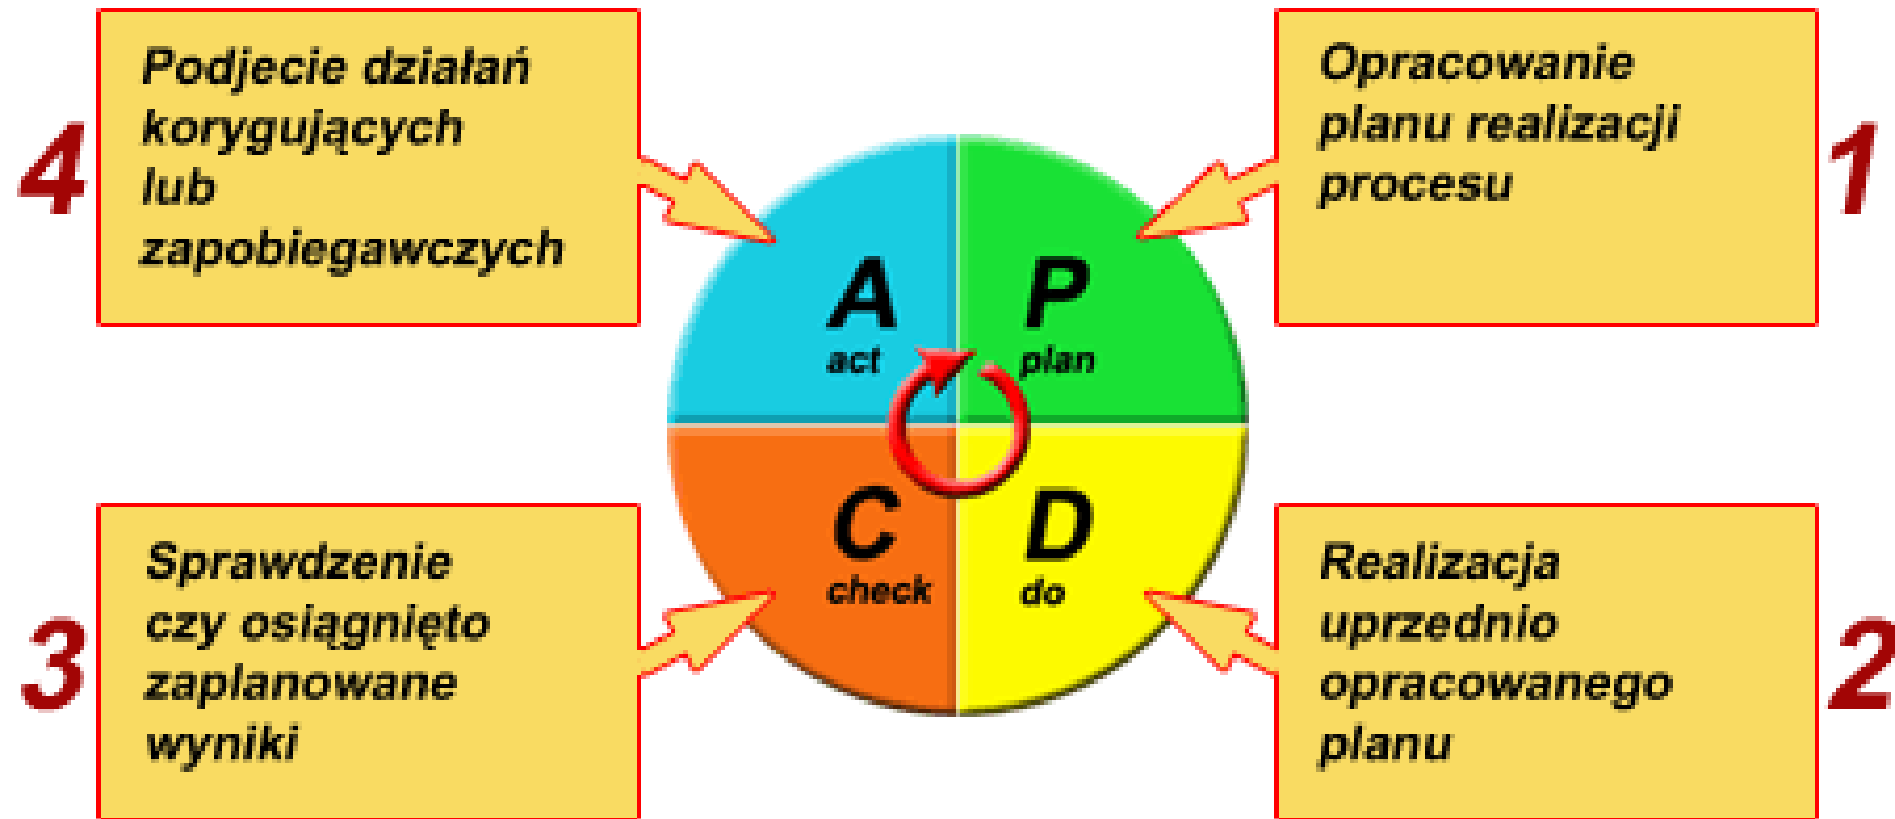 4
Podjecie działań
korygujących
lub
zapobiegawczych
Opracowanie
planu realizacji
procesu
1
A
act
P
plan
C
check
D
do
3
Sprawdzenie
czy osiągnięto
zaplanowane
wyniki
Realizacja
uprzednio
opracowanego
planu
2